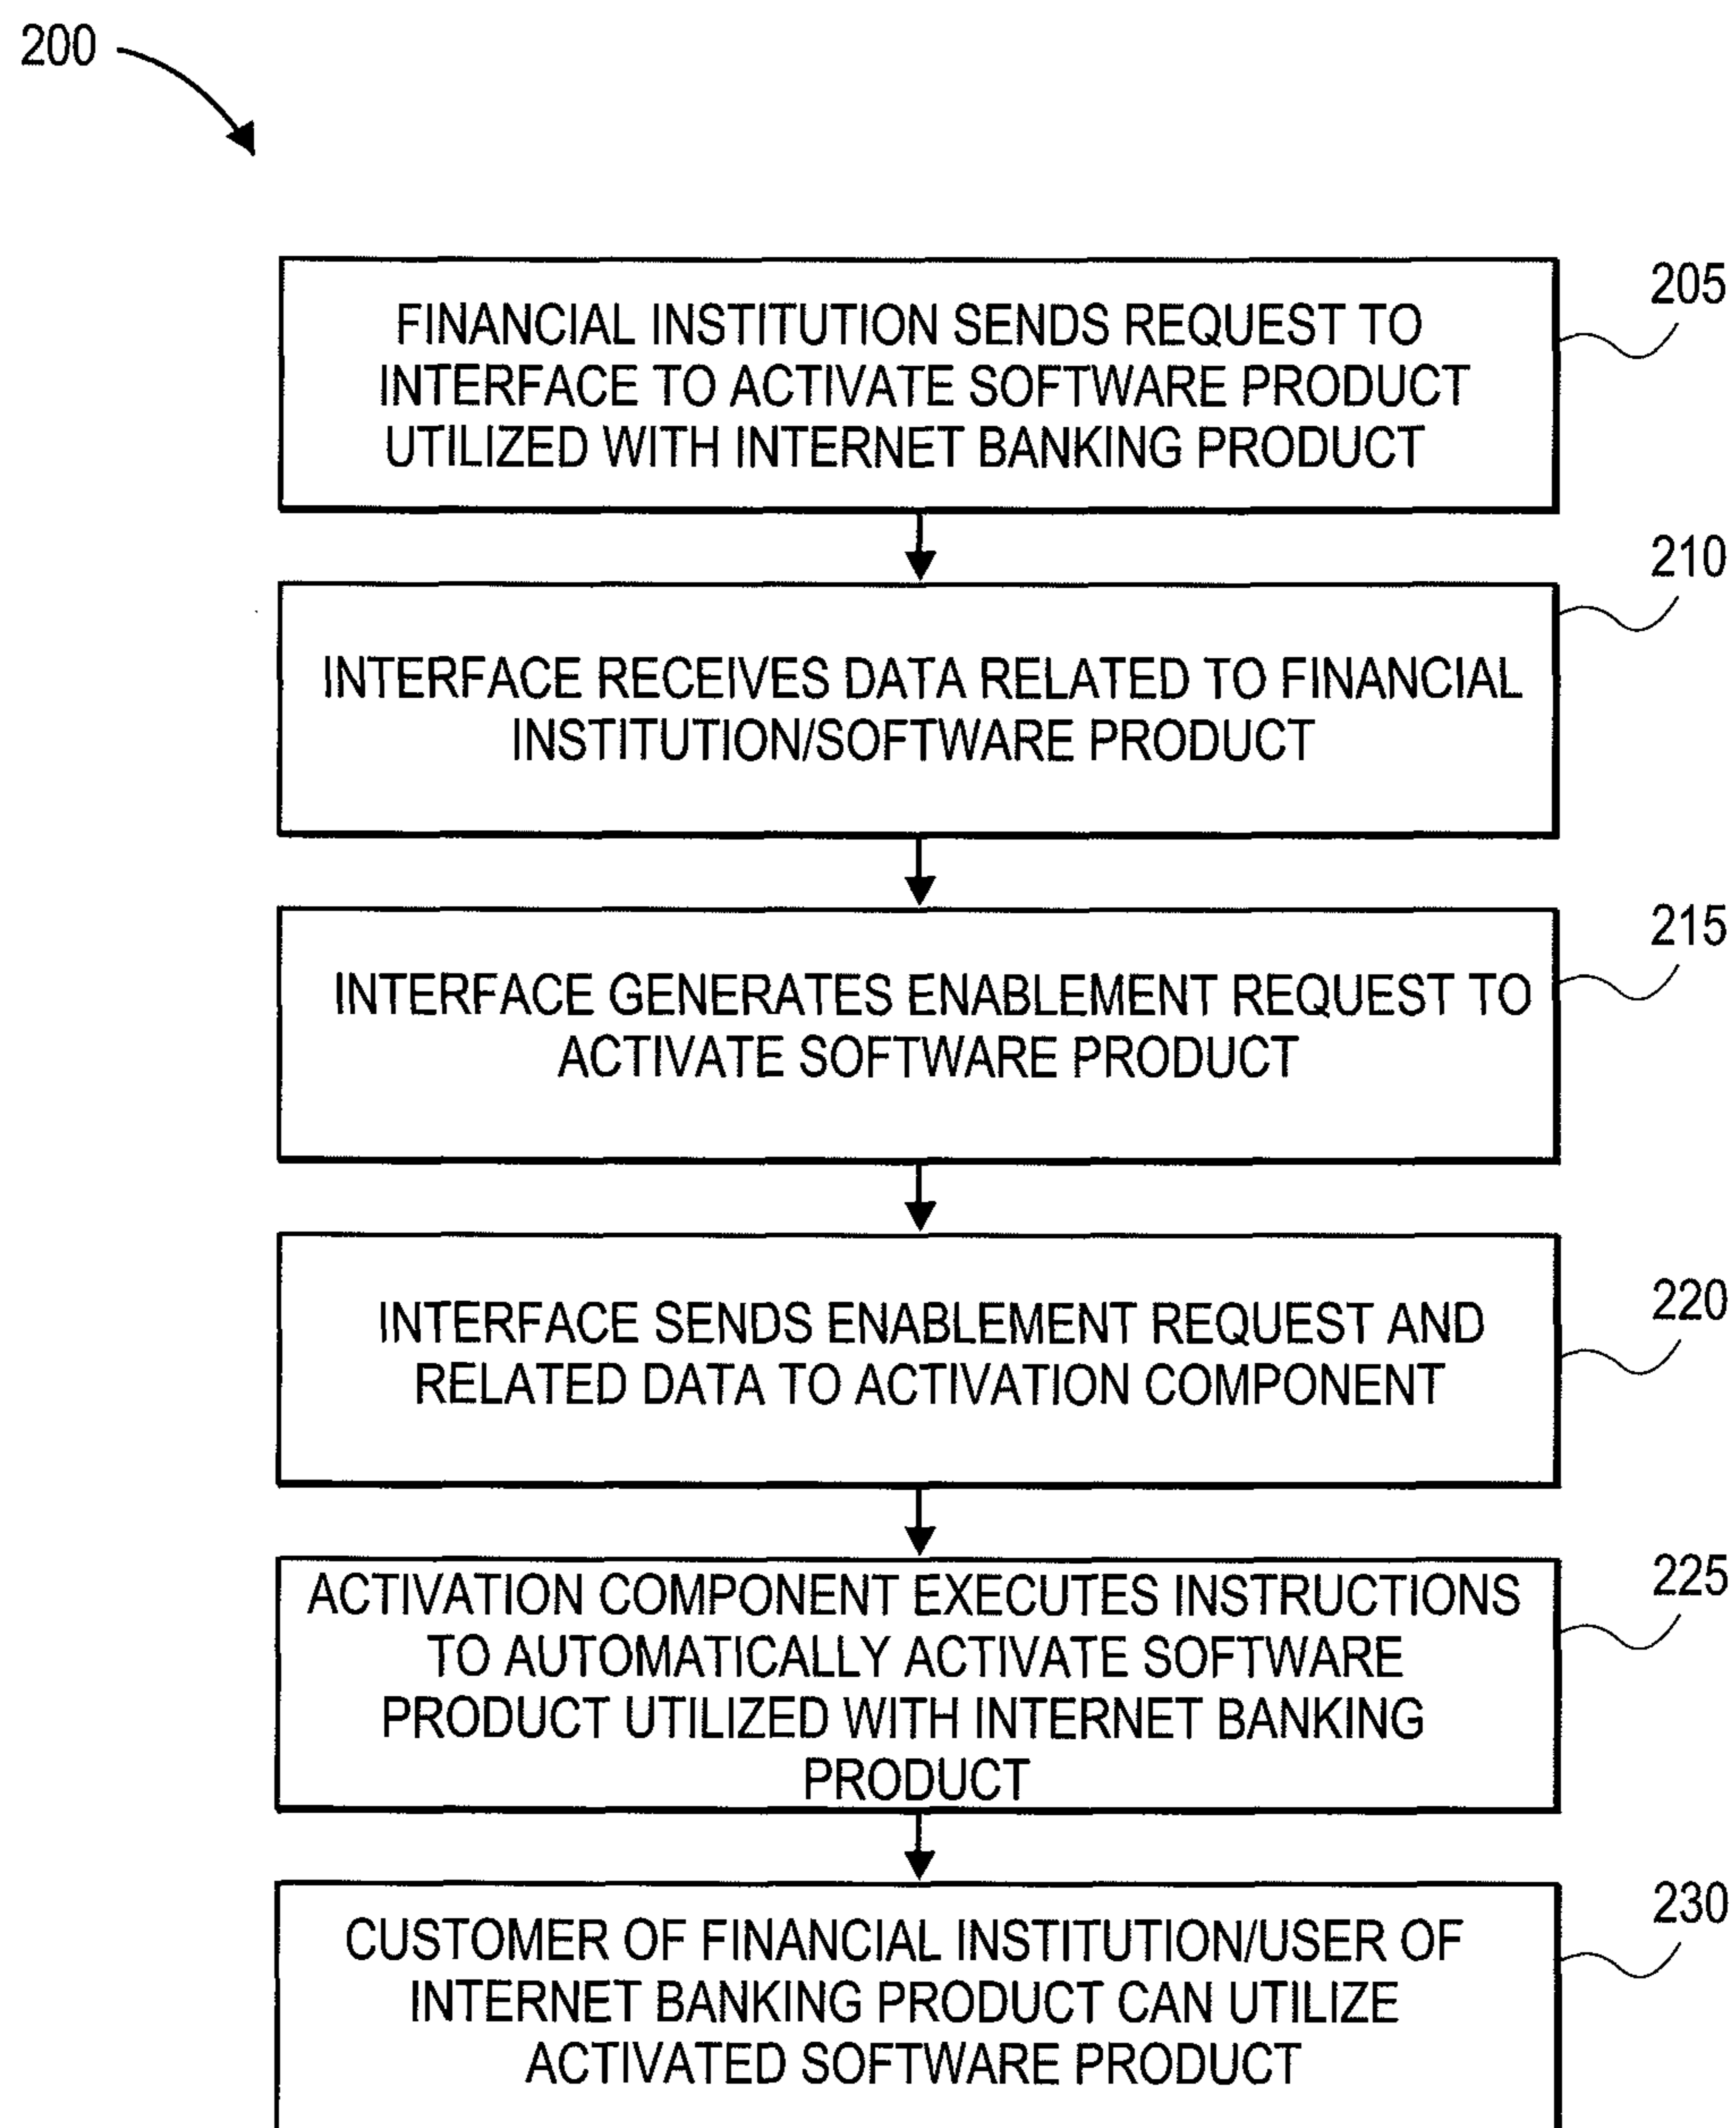 200
205
FINANCIAL INSTITUTION SENDS REQUEST TO
INTERFACE TO ACTIVATE SOFTWARE PRODUCT
UTILIZED WITH INTERNET BANKING PRODUCT
210
INTERFACE RECEIVES DATA RELATED TO FINANCIAL
INSTITUTION/SOFTWARE PRODUCT
215
INTERFACE GENERATES ENABLEMENT REQUEST TO
ACTIVATE SOFTWARE PRODUCT
220
INTERFACE SENDS ENABLEMENT REQUEST AND
RELATED DATA TO ACTIVATION COMPONENT
225
ACTIVATION COMPONENT EXECUTES INSTRUCTIONS
TO AUTOMATICALLY ACTIVATE SOFTWARE
PRODUCT UTILIZED WITH INTERNET BANKING
PRODUCT
230
CUSTOMER OF FINANCIAL INSTITUTION/USER OF
INTERNET BANKING PRODUCT CAN UTILIZE
ACTIVATED SOFTWARE PRODUCT